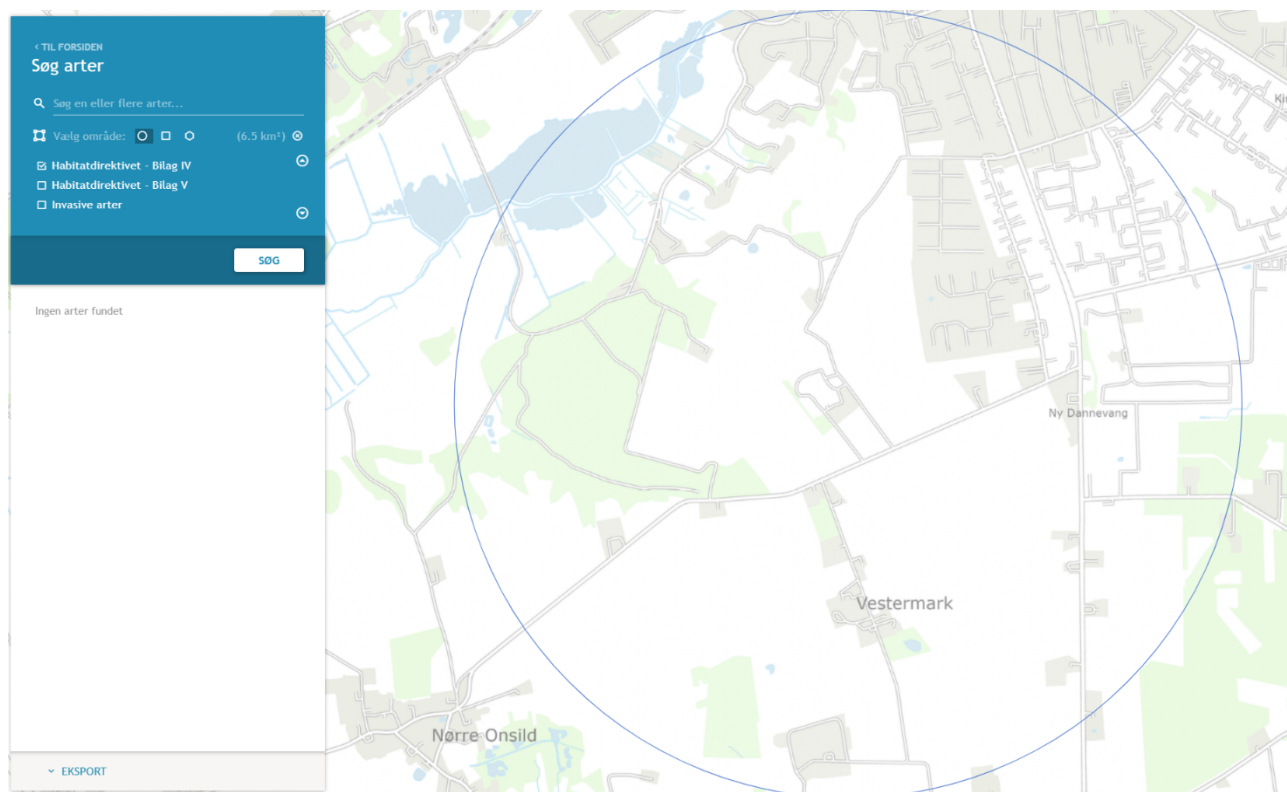 ‹ TIL FORSIDEN
Søg arter
Søg en eller flere arter...
Vælg område:
(6.5 km²)
Habitatdirektivet - Bilag IV
Habitatdirektivet - Bilag V
Invasive arter
SØG
Ingen arter fundet
EKSPORT
Ny Dannevang
Vestermark
Nørre Onsild